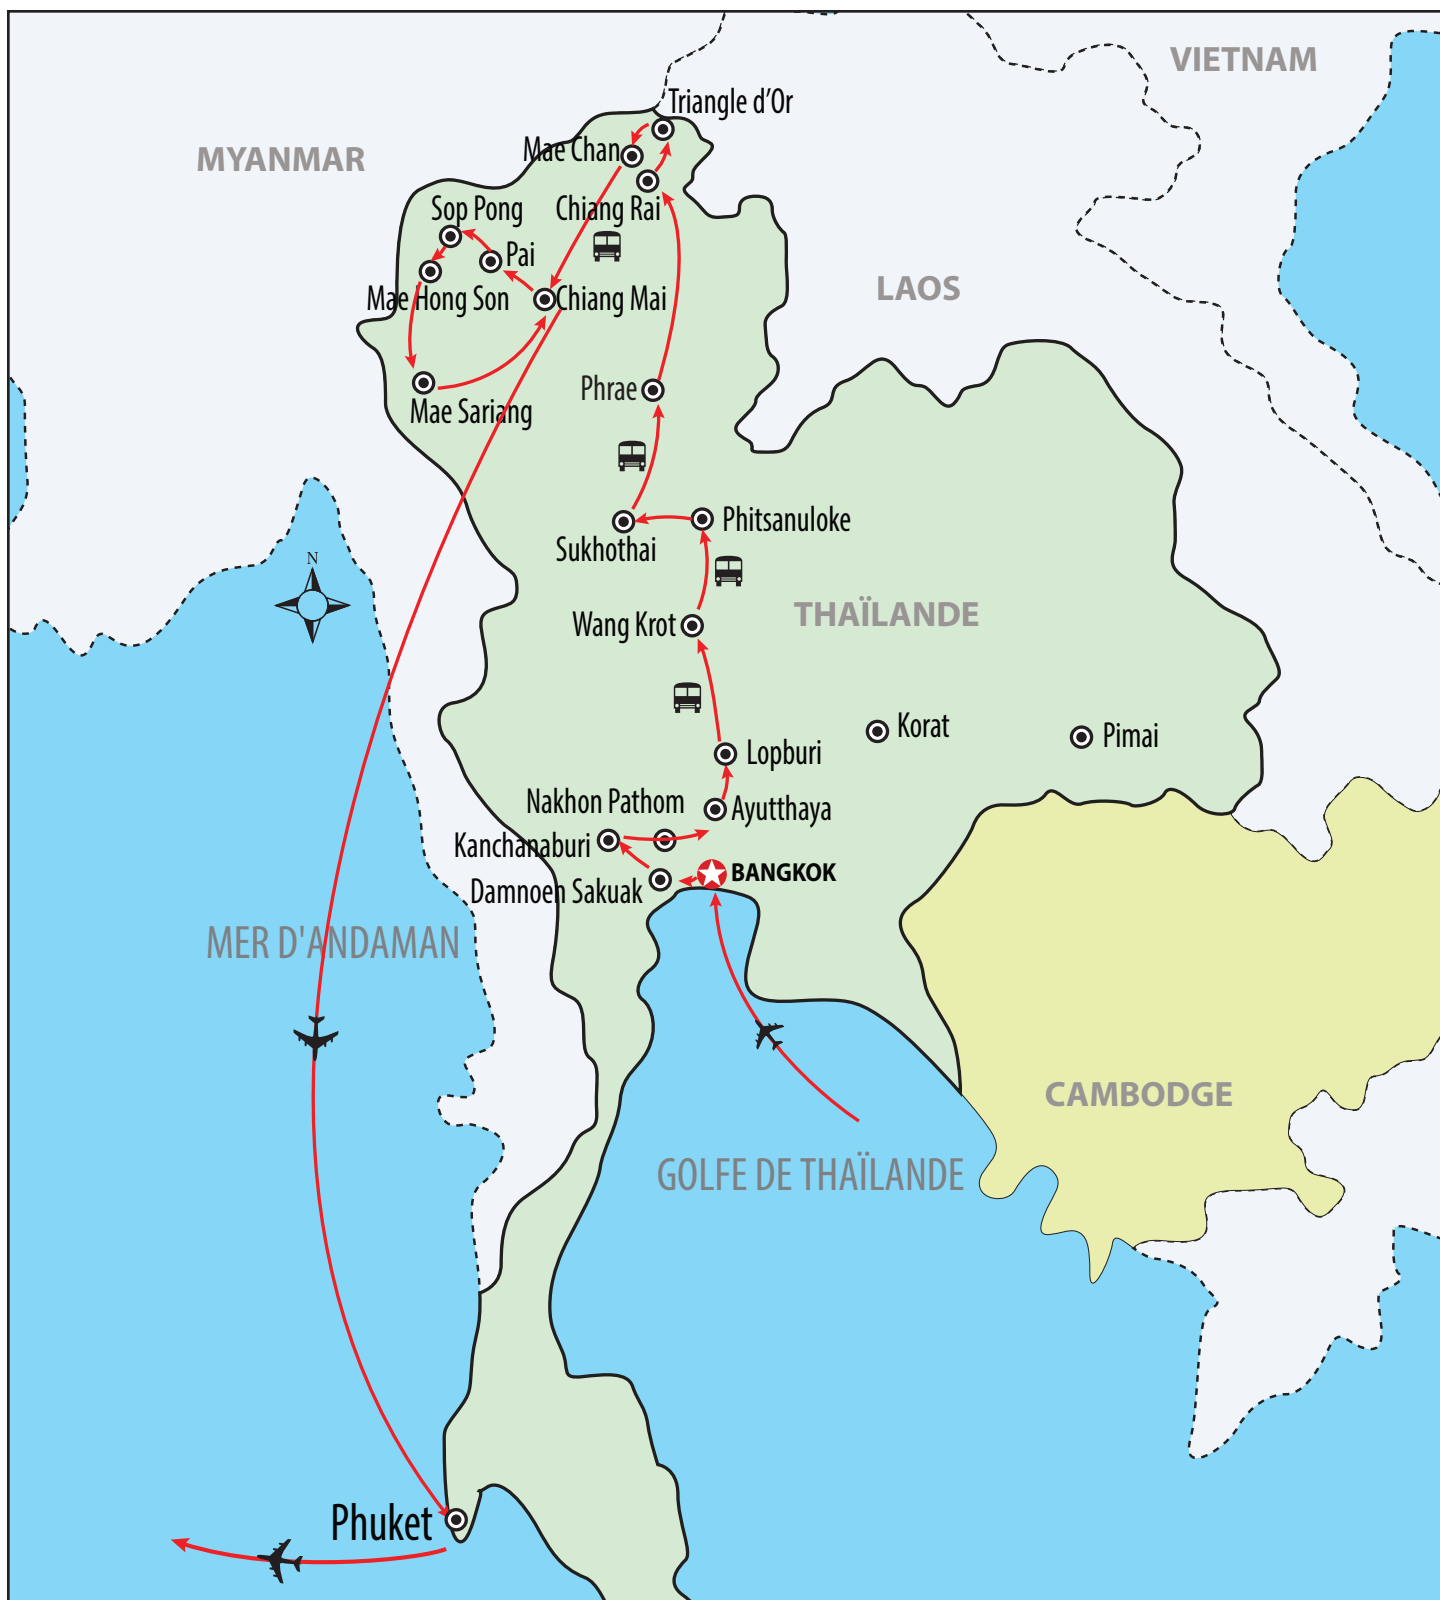 VIETNAM
Triangle d'Or
MYANMAR
Mae Chan
Sop Pong
Chiang Rai
Pai
LAOS
Mae Hong Son
Chiang Mai
Phrae
Mae Sariang
Phitsanuloke
Sukhothai
N
THAÏLANDE
Wang Krot
Korat
Pimai
Lopburi
Nakhon Pathom
Ayutthaya
Kanchanaburi
BANGKOK
Damnoen Sakuak
MER D'ANDAMAN
CAMBODGE
GOLFE DE THAÏLANDE
Phuket